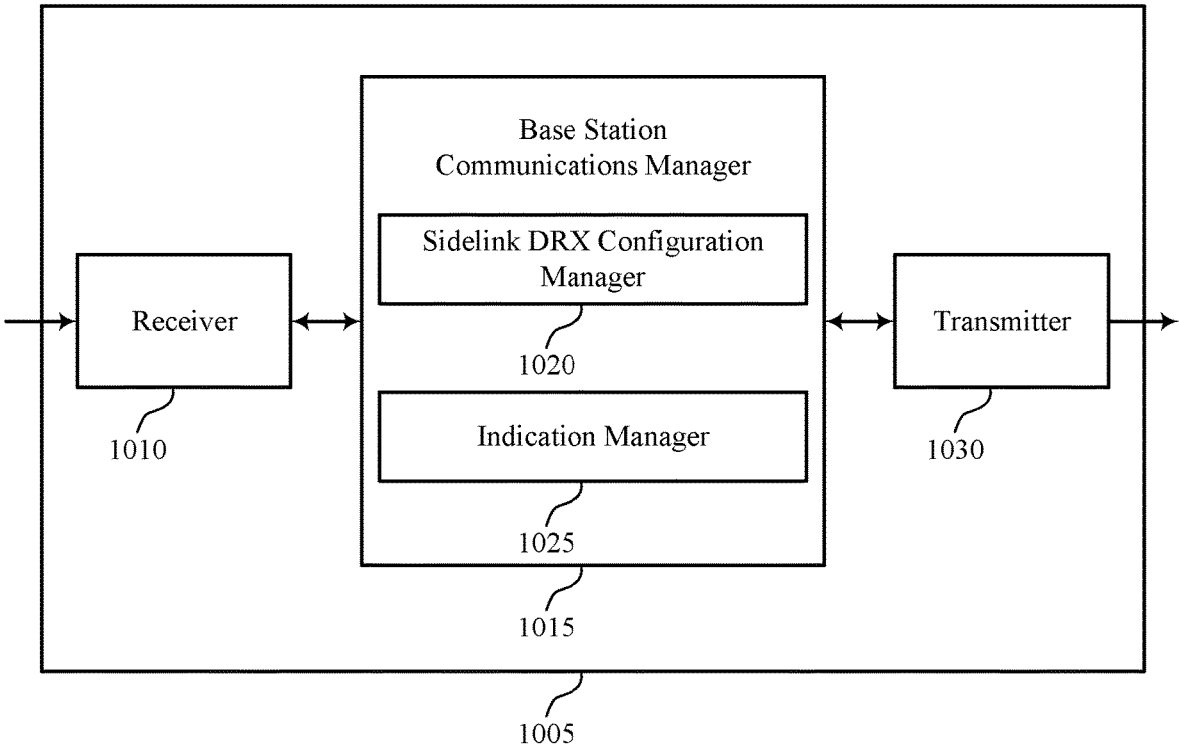 Base Station
Communications Manager
Sidelink DRX Configuration
Manager
1020
Receiver
1010
Transmitter
1030
Indication Manager
1025
1015
1005